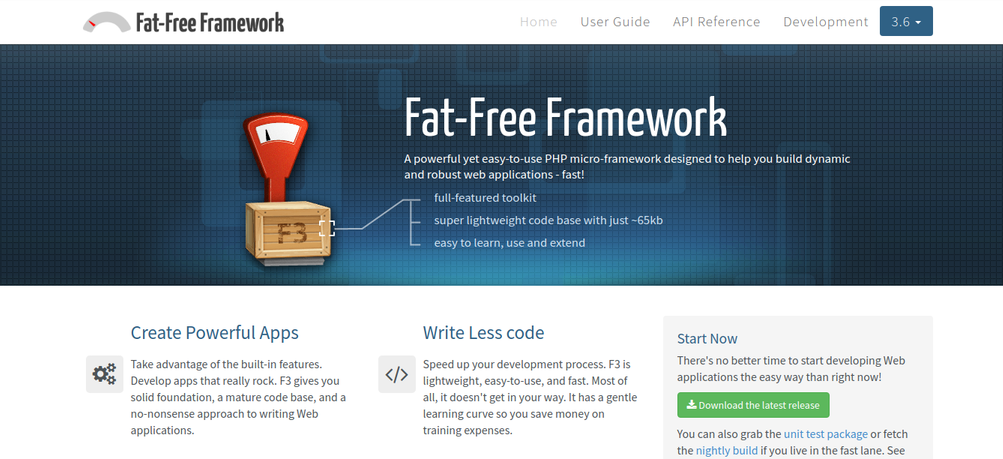 Fat-Free Framework
Home User Guide API Reference Development 3.6
Fat-Free Framework
A powerful yet easy-to-use PHP micro-framework designed to help you build dynamic
and robust web applications - fast!
full-featured toolkit
super lightweight code base with just ~65kb
easy to learn, use and extend
F3
Create Powerful Apps
Take advantage of the built-in features.
Develop apps that really rock. F3 gives you
solid foundation, a mature code base, and a
no-nonsense approach to writing Web
applications.
Write Less code
Speed up your development process. F3 is
lightweight, easy-to-use, and fast. Most of
all, it doesn't get in your way. It has a gentle
learning curve so you save money on
training expenses.
Start Now
There's no better time to start developing Web
applications the easy way than right now!
Download the latest release
You can also grab the unit test package or fetch
the nightly build if you live in the fast lane. See